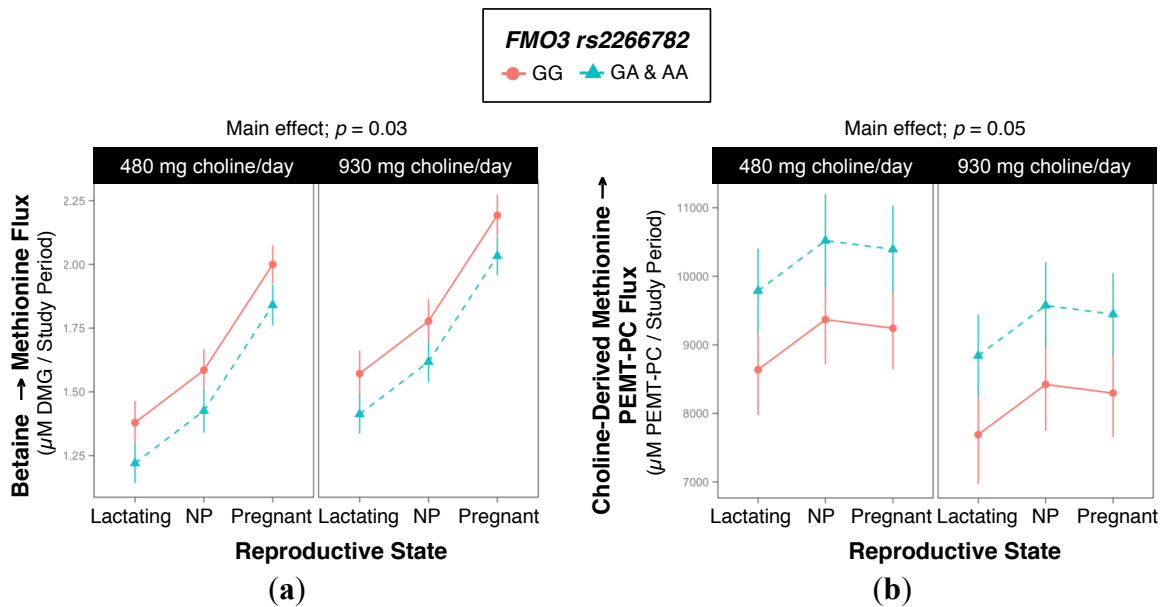 FMO3 rs2266782
GG GA & AA
Main effect; p = 0.03
480 mg choline/day 930 mg choline/day
Betaine → Methionine Flux
(µM DMG / Study Period)
2.25
2.00
1.75
1.50
1.25
Lactating NP Pregnant Lactating NP Pregnant
Reproductive State
(a)
Main effect; p = 0.05
480 mg choline/day 930 mg choline/day
Choline-Derived Methionine →
PEMT-PC Flux
(µM PEMT-PC / Study Period)
11000
10000
9000
8000
7000
Lactating NP Pregnant Lactating NP Pregnant
Reproductive State
(b)